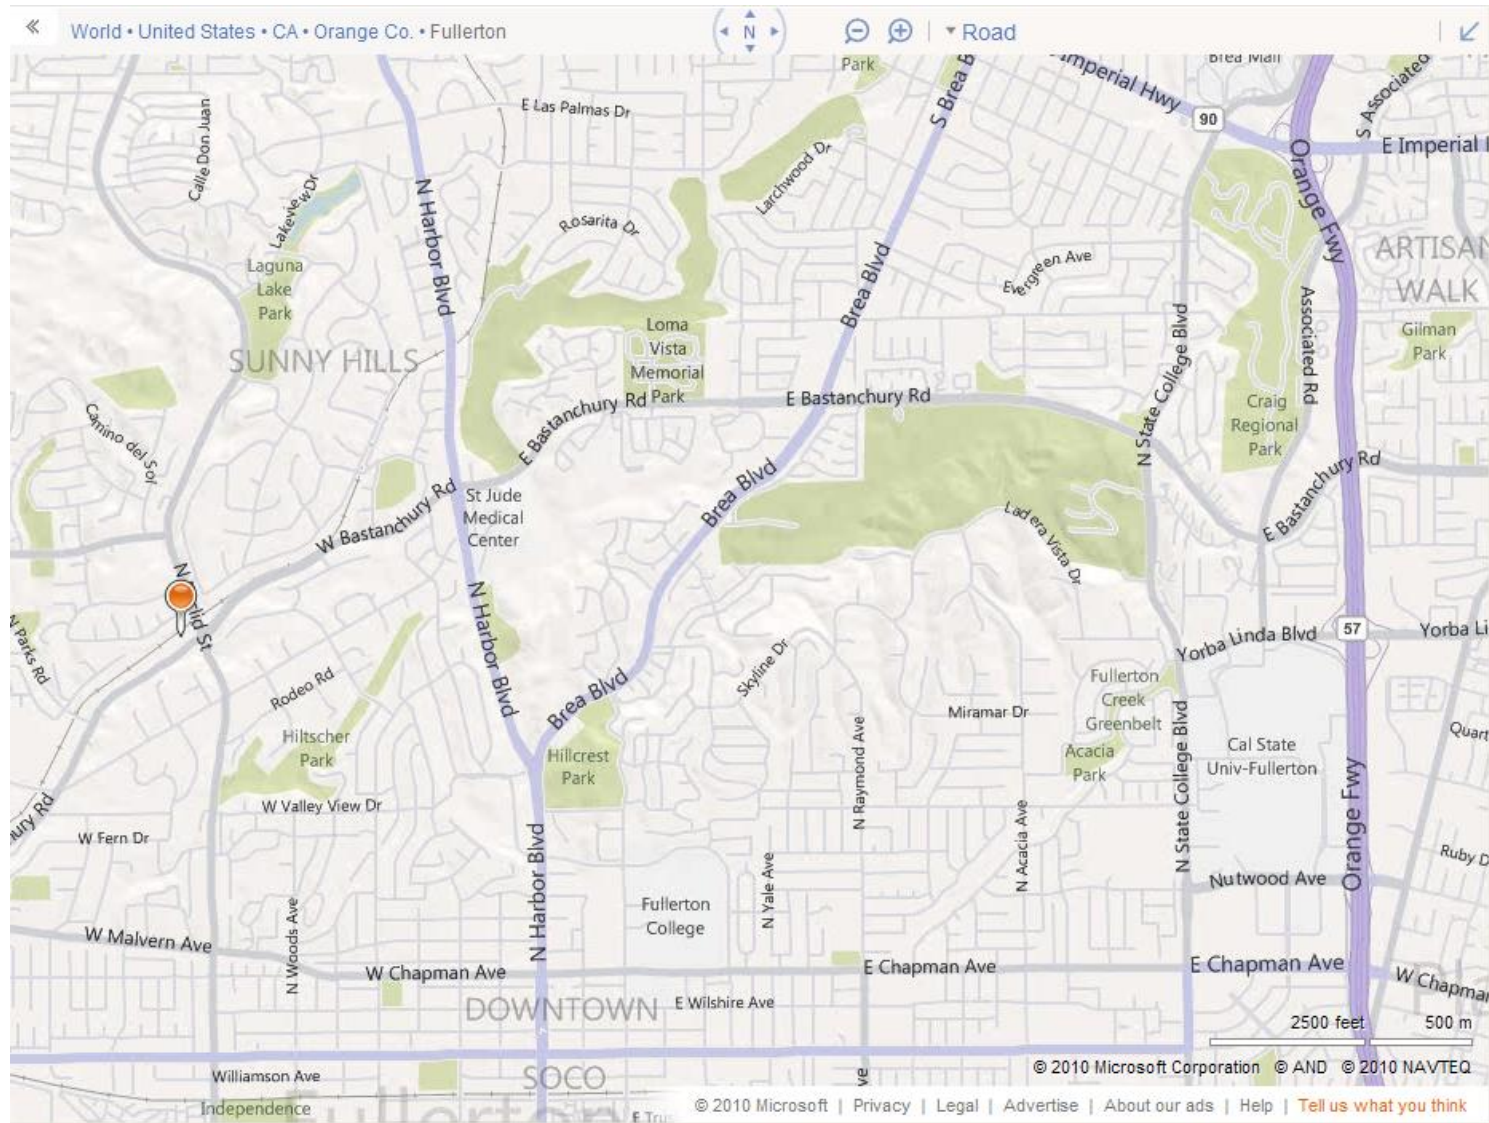 «
World • United States • CA • Orange Co. • Fullerton
N
Road
Park
Brea Mall
Imperial Hwy
90
S Associated
E Imperial
E Las Palmas Dr
S Brea B
Calle Don Juan
Larchwood Dr
Orange Fwy
Lakeview Dr
N Harbor Blvd
Rosarita Dr
ARTISAN
WALK
Laguna
Lake
Park
Evergreen Ave
Brea Blvd
Associated Rd
Gilman
Park
Loma
Vista
Memorial
Park
SUNNY HILLS
N State College Blvd
E Bastanchury Rd
E Bastanchury Rd
Craig
Regional
Park
Camino del Sol
E Bastanchury Rd
Brea Blvd
St Jude
Medical
Center
W Bastanchury Rd
Ladera Vista Dr
N Harbor Blvd
N Parks Rd
57
Yorba Linda Blvd
Yorba Li
Rodeo Rd
Brea Blvd
Skyline Dr
Fullerton
Creek
Greenbelt
Miramar Dr
Quart
Hiltscher
Park
Hillcrest
Park
Acacia
Park
Cal State
Univ-Fullerton
N Raymond Ave
N State College Blvd
Orange Fwy
W Valley View Dr
ury Rd
W Fern Dr
N Acacia Ave
N Harbor Blvd
N Yale Ave
Ruby D
Nutwood Ave
Fullerton
College
N Woods Ave
W Malvern Ave
W Chapman Ave
E Chapman Ave
E Chapman Ave
W Chapman
DOWNTOWN
E Wilshire Ave
2500 feet
500 m
Williamson Ave
SOCO
© 2010 Microsoft Corporation © AND © 2010 NAVTEQ
Independence
Fullerton
© 2010 Microsoft | Privacy | Legal | Advertise | About our ads | Help | Tell us what you think